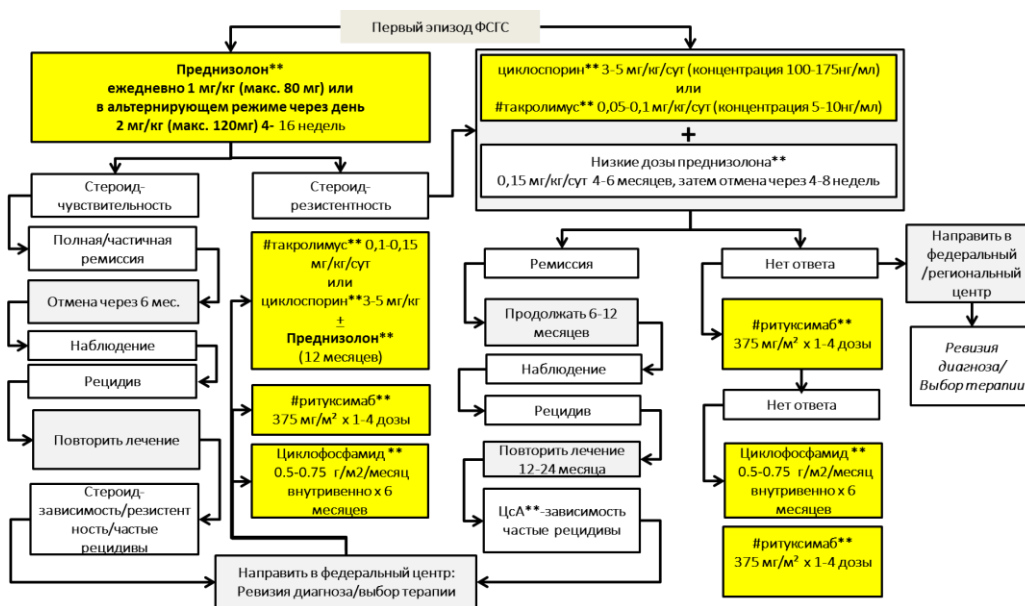 Первый эпизод ФСГС
Преднизолон**
ежедневно 1 мг/кг (макс. 80 мг) или
в альтернирующем режиме через день
2 мг/кг (макс. 120мг) 4- 16 недель
циклоспорин** 3-5 мг/кг/сут (концентрация 100-175нг/мл)
или
#такролимус** 0,05-0,1 мг/кг/сут (концентрация 5-10нг/мл)
+
Низкие дозы преднизолона**
0,15 мг/кг/сут 4-6 месяцев, затем отмена через 4-8 недель
Стероид-
чувствительность
Полная/частичная
ремиссия
Отмена через 6 мес.
Наблюдение
Рецидив
Повторить лечение
Стероид-
зависимость/резистент
ность/частые
рецидивы
Стероид-
резистентность
#такролимус** 0,1-0,15
мг/кг/сут
или
циклоспорин**3-5 мг/кг
±
Преднизолон**
(12 месяцев)
#ритуксимаб**
375 мг/м² x 1-4 дозы
Циклофосфамид **
0.5-0.75 г/м2/месяц
внутривенно x 6
месяцев
Ремиссия
Продолжать 6-12
месяцев
Наблюдение
Рецидив
Повторить лечение
12-24 месяца
ЦсА**-зависимость
частые рецидивы
Нет ответа
#ритуксимаб**
375 мг/м² x 1-4 дозы
Нет ответа
Циклофосфамид **
0.5-0.75 г/м2/месяц
внутривенно x 6
месяцев
#ритуксимаб**
375 мг/м² x 1-4 дозы
Направить в
федеральный
/региональный
центр
Ревизия
диагноза/
Выбор терапии
Направить в федеральный центр:
Ревизия диагноза/выбор терапии